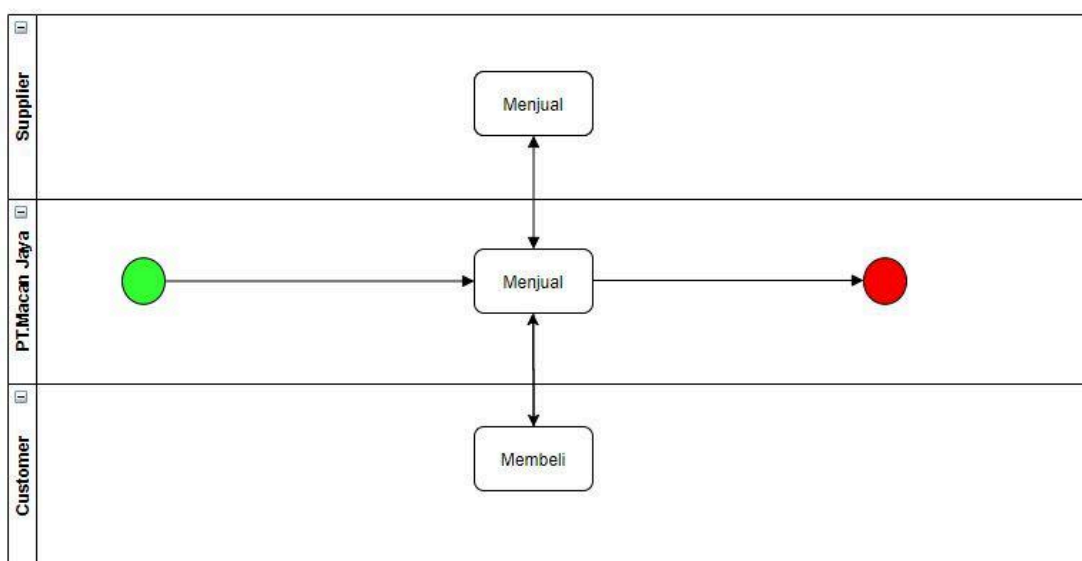 Supplier
Menjual
PT.Macan Jaya
Menjual
Customer
Membeli